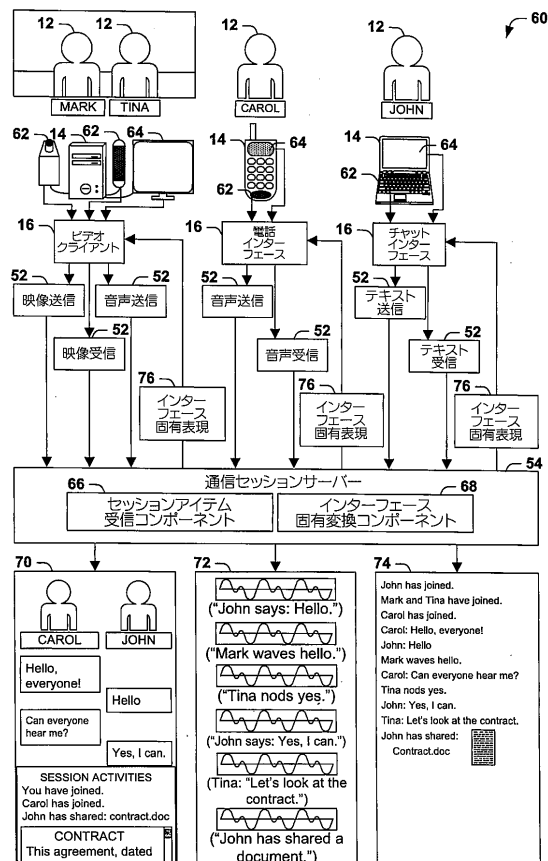 60
12
12
12
12
MARK
TINA
CAROL
JOHN
62
14
62
64
14
64
62
14
64
62
16
ビデオ
クライアント
16
電話
インター
フェース
16
チャット
インター
フェース
52
52
映像送信
音声送信
52
映像受信
52
音声送信
52
音声受信
52
テキスト
送信
52
テキスト
受信
76
インター
フェース
固有表現
76
インター
フェース
固有表現
76
インター
フェース
固有表現
54
通信セッションサーバー
66
セッションアイテム
受信コンポーネント
68
インターフェース
固有変換コンポーネント
70
CAROL
JOHN
Hello,
everyone!
Hello
Can everyone
hear me?
Yes, I can.
SESSION ACTIVITIES
You have joined.
Carol has joined.
John has shared: contract.doc
CONTRACT
This agreement, dated
72
("John says: Hello.")
("Mark waves hello.")
("Tina nods yes.")
("John says: Yes, I can.")
(Tina: "Let's look at the
contract.")
("John has shared a
document.")
74
John has joined.
Mark and Tina have joined.
Carol has joined.
Carol: Hello, everyone!
John: Hello
Mark waves hello.
Carol: Can everyone hear me?
Tina nods yes.
John: Yes, I can.
Tina: Let's look at the contract.
John has shared:
Contract.doc